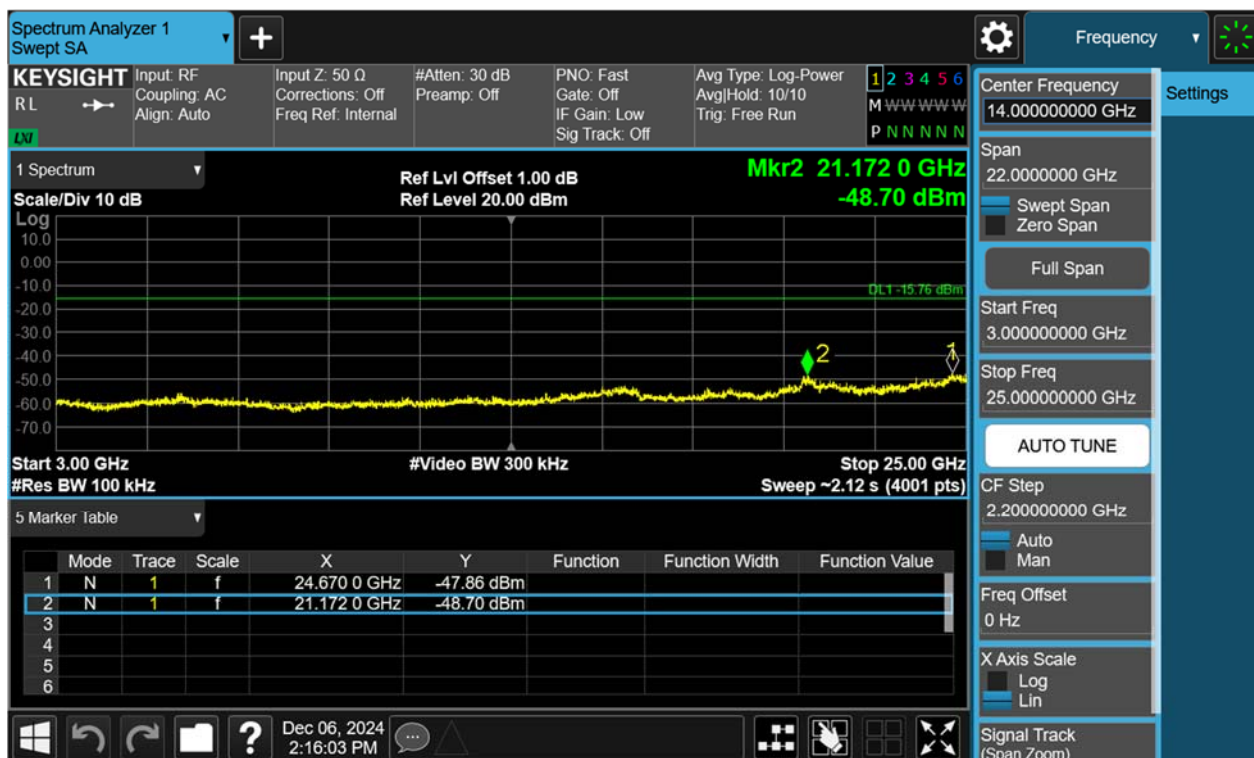 Spectrum Analyzer 1
Swept SA
+
Frequency
KEYSIGHT
RL
LXI
Input: RF
Coupling: AC
Align: Auto
Input Z: 50 Ω
Corrections: Off
Freq Ref: Internal
#Atten: 30 dB
Preamp: Off
PNO: Fast
Gate: Off
IF Gain: Low
Sig Track: Off
Avg Type: Log-Power
Avg|Hold: 10/10
Trig: Free Run
1 2 3 4 5 6
M W W W W W
P N N N N N
1 Spectrum
Scale/Div 10 dB
Ref Lvl Offset 1.00 dB
Ref Level 20.00 dBm
Mkr2 21.172 0 GHz
-48.70 dBm
Log
10.0
0.00
-10.0
-20.0
-30.0
-40.0
-50.0
-60.0
-70.0
DL1 -15.76 dBm
2
1
Start 3.00 GHz
#Res BW 100 kHz
#Video BW 300 kHz
Stop 25.00 GHz
Sweep ~2.12 s (4001 pts)
5 Marker Table
Mode Trace Scale X Y Function Function Width Function Value
1 N 1 f 24.670 0 GHz -47.86 dBm
2 N 1 f 21.172 0 GHz -48.70 dBm
3
4
5
6
?
Dec 06, 2024
2:16:03 PM
Center Frequency
14.000000000 GHz
Settings
Span
22.0000000 GHz
Swept Span
Zero Span
Full Span
Start Freq
3.000000000 GHz
Stop Freq
25.000000000 GHz
AUTO TUNE
CF Step
2.200000000 GHz
Auto
Man
Freq Offset
0 Hz
X Axis Scale
Log
Lin
Signal Track
(Span Zoom)